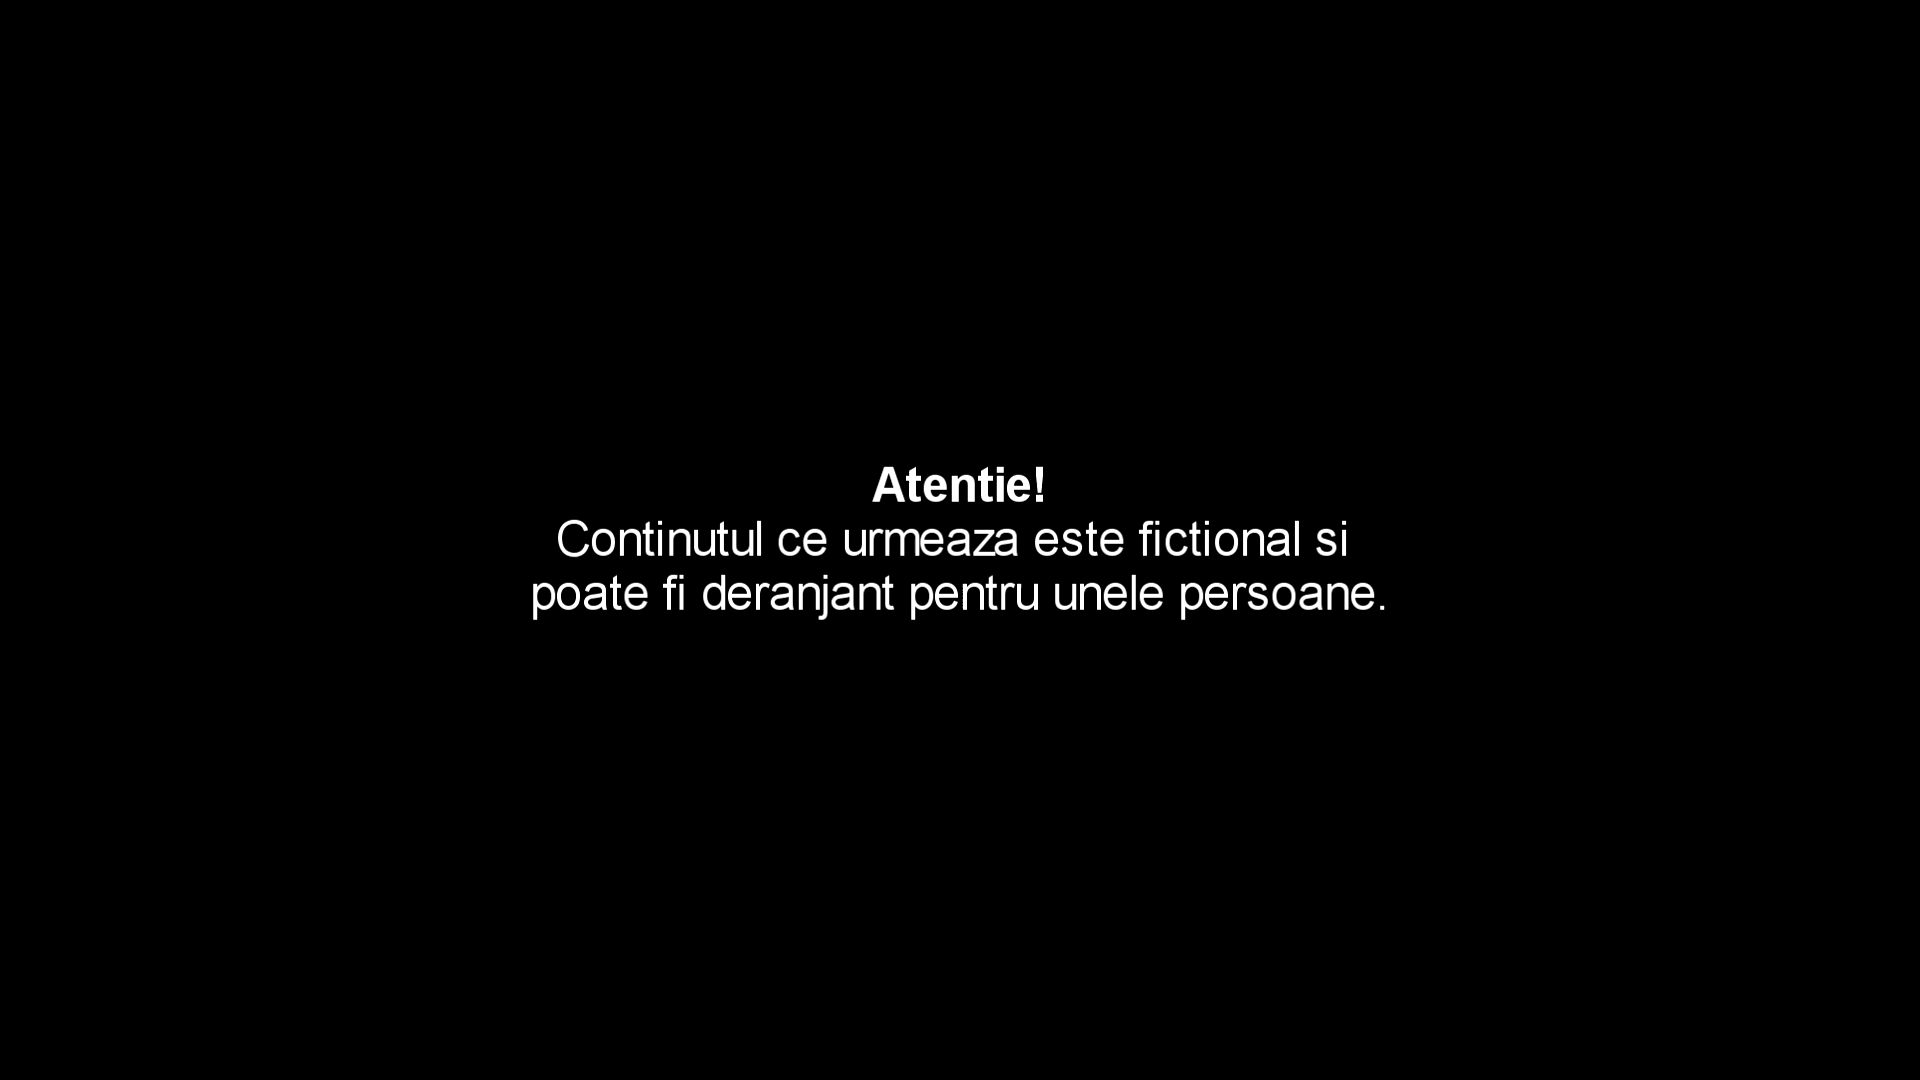 Atentie!
Continutul ce urmeaza este fictional si
poate fi deranjant pentru unele persoane.